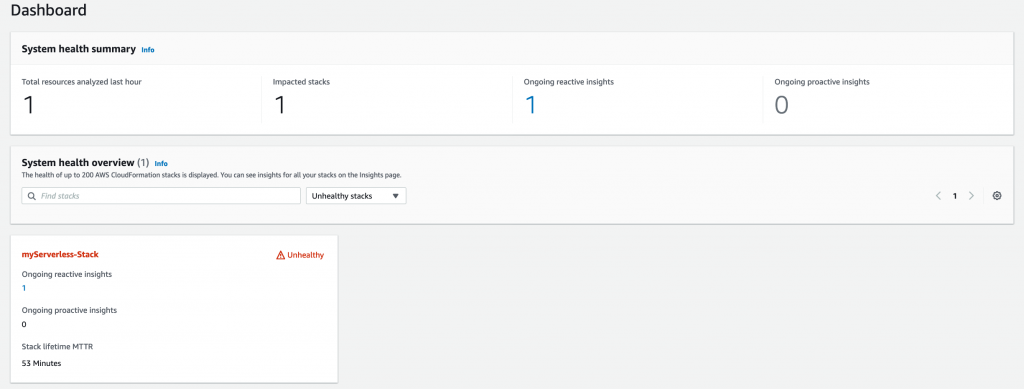 Dashboard
System health summary Info
Total resources analyzed last hour
1
Impacted stacks
1
Ongoing reactive insights
1
Ongoing proactive insights
0
System health overview (1) Info
The health of up to 200 AWS CloudFormation stacks is displayed. You can see insights for all your stacks on the Insights page.
Find stacks
Unhealthy stacks
1
myServerless-Stack
Unhealthy
Ongoing reactive insights
1
Ongoing proactive insights
0
Stack lifetime MTTR
53 Minutes